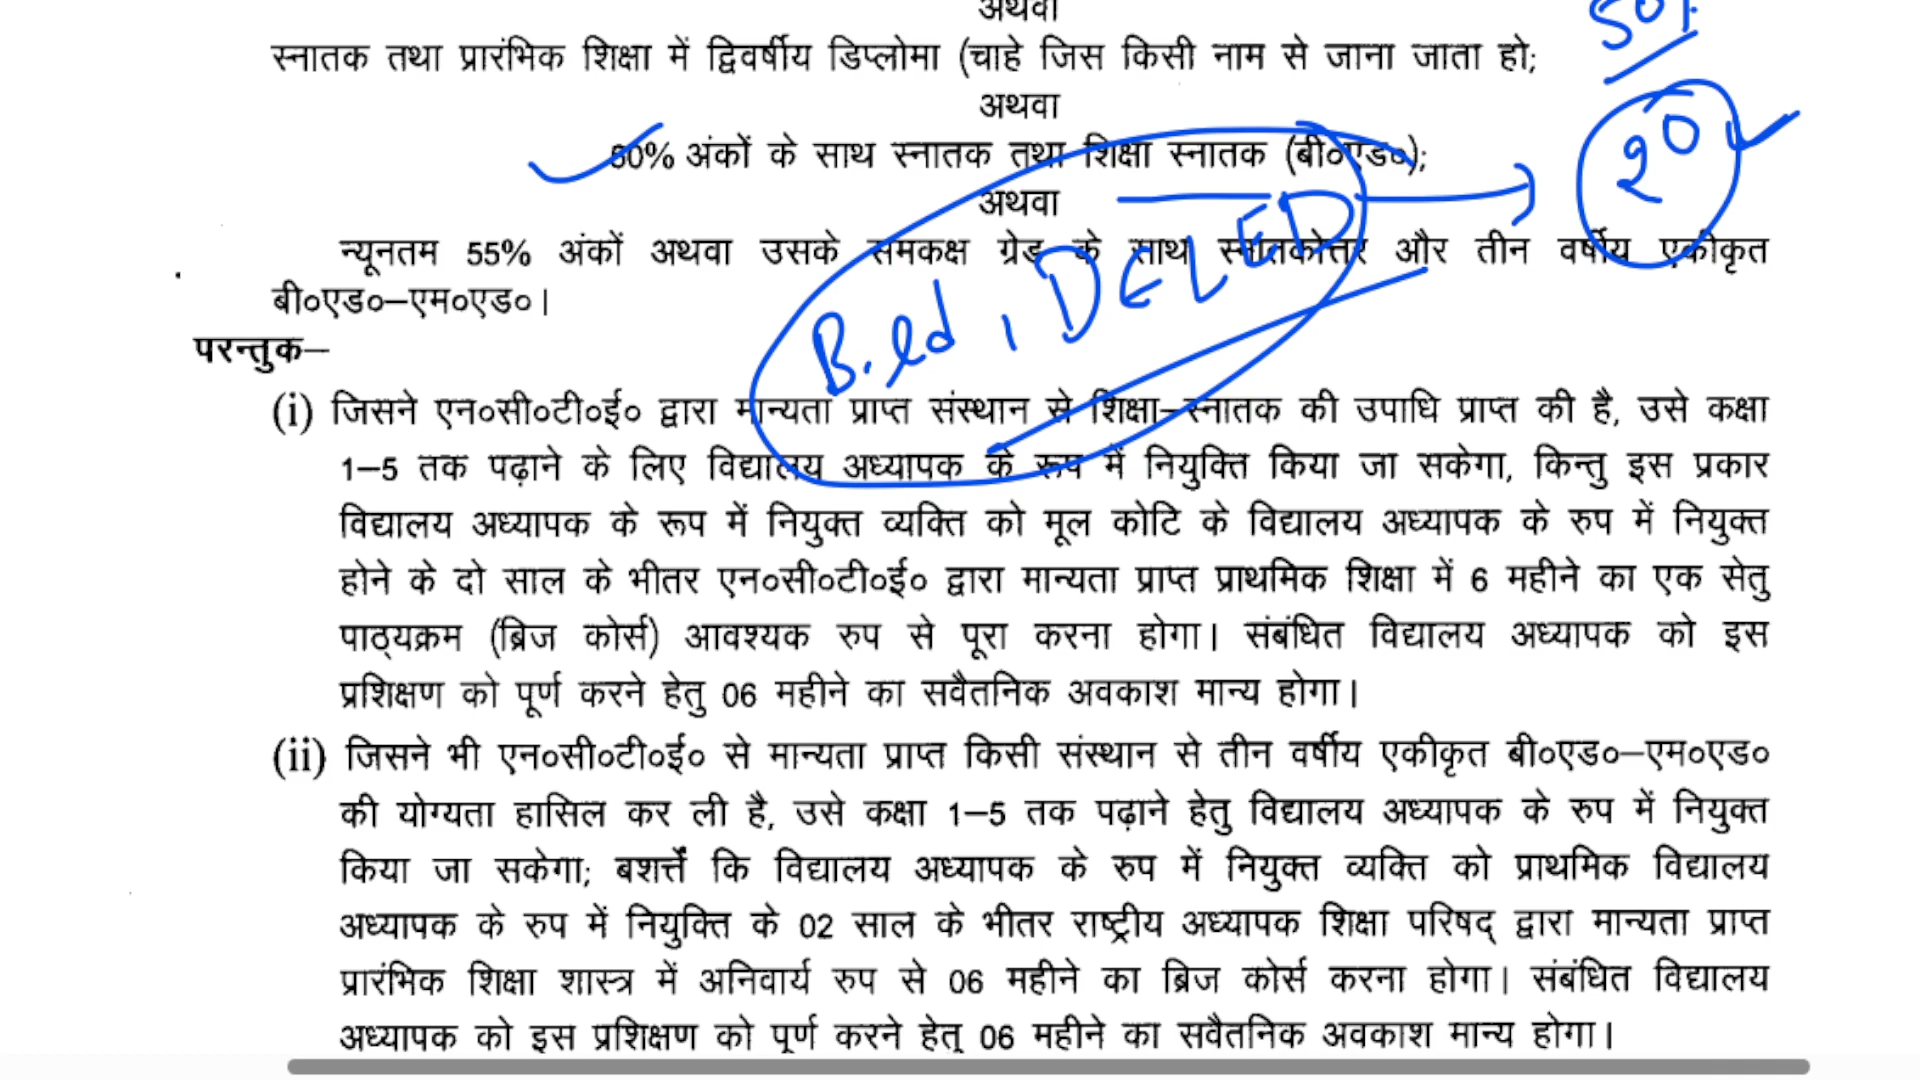 अथवा
50%
स्नातक तथा प्रारंभिक शिक्षा में द्विवर्षीय डिप्लोमा (चाहे जिस किसी नाम से जाना जाता हो;
अथवा
50% अंकों के साथ स्नातक तथा शिक्षा स्नातक (बी०एड०);
20
अथवा
न्यूनतम 55% अंकों अथवा उसके समकक्ष ग्रेड के साथ स्नातकोत्तर और तीन वर्षीय एकीकृत
बी०एड०–एम०एड०।
B.ed, DELED
परन्तुक–
(i) जिसने एन०सी०टी०ई० द्वारा मान्यता प्राप्त संस्थान से शिक्षा–स्नातक की उपाधि प्राप्त की है, उसे कक्षा
1–5 तक पढ़ाने के लिए विद्यालय अध्यापक के रूप में नियुक्ति किया जा सकेगा, किन्तु इस प्रकार
विद्यालय अध्यापक के रूप में नियुक्त व्यक्ति को मूल कोटि के विद्यालय अध्यापक के रुप में नियुक्त
होने के दो साल के भीतर एन०सी०टी०ई० द्वारा मान्यता प्राप्त प्राथमिक शिक्षा में 6 महीने का एक सेतु
पाठ्यक्रम (ब्रिज कोर्स) आवश्यक रुप से पूरा करना होगा। संबंधित विद्यालय अध्यापक को इस
प्रशिक्षण को पूर्ण करने हेतु 06 महीने का सवैतनिक अवकाश मान्य होगा।
(ii) जिसने भी एन०सी०टी०ई० से मान्यता प्राप्त किसी संस्थान से तीन वर्षीय एकीकृत बी०एड०–एम०एड०
की योग्यता हासिल कर ली है, उसे कक्षा 1–5 तक पढ़ाने हेतु विद्यालय अध्यापक के रुप में नियुक्त
किया जा सकेगा; बशर्त्ते कि विद्यालय अध्यापक के रुप में नियुक्त व्यक्ति को प्राथमिक विद्यालय
अध्यापक के रुप में नियुक्ति के 02 साल के भीतर राष्ट्रीय अध्यापक शिक्षा परिषद् द्वारा मान्यता प्राप्त
प्रारंभिक शिक्षा शास्त्र में अनिवार्य रुप से 06 महीने का ब्रिज कोर्स करना होगा। संबंधित विद्यालय
अध्यापक को इस प्रशिक्षण को पूर्ण करने हेतु 06 महीने का सवैतनिक अवकाश मान्य होगा।